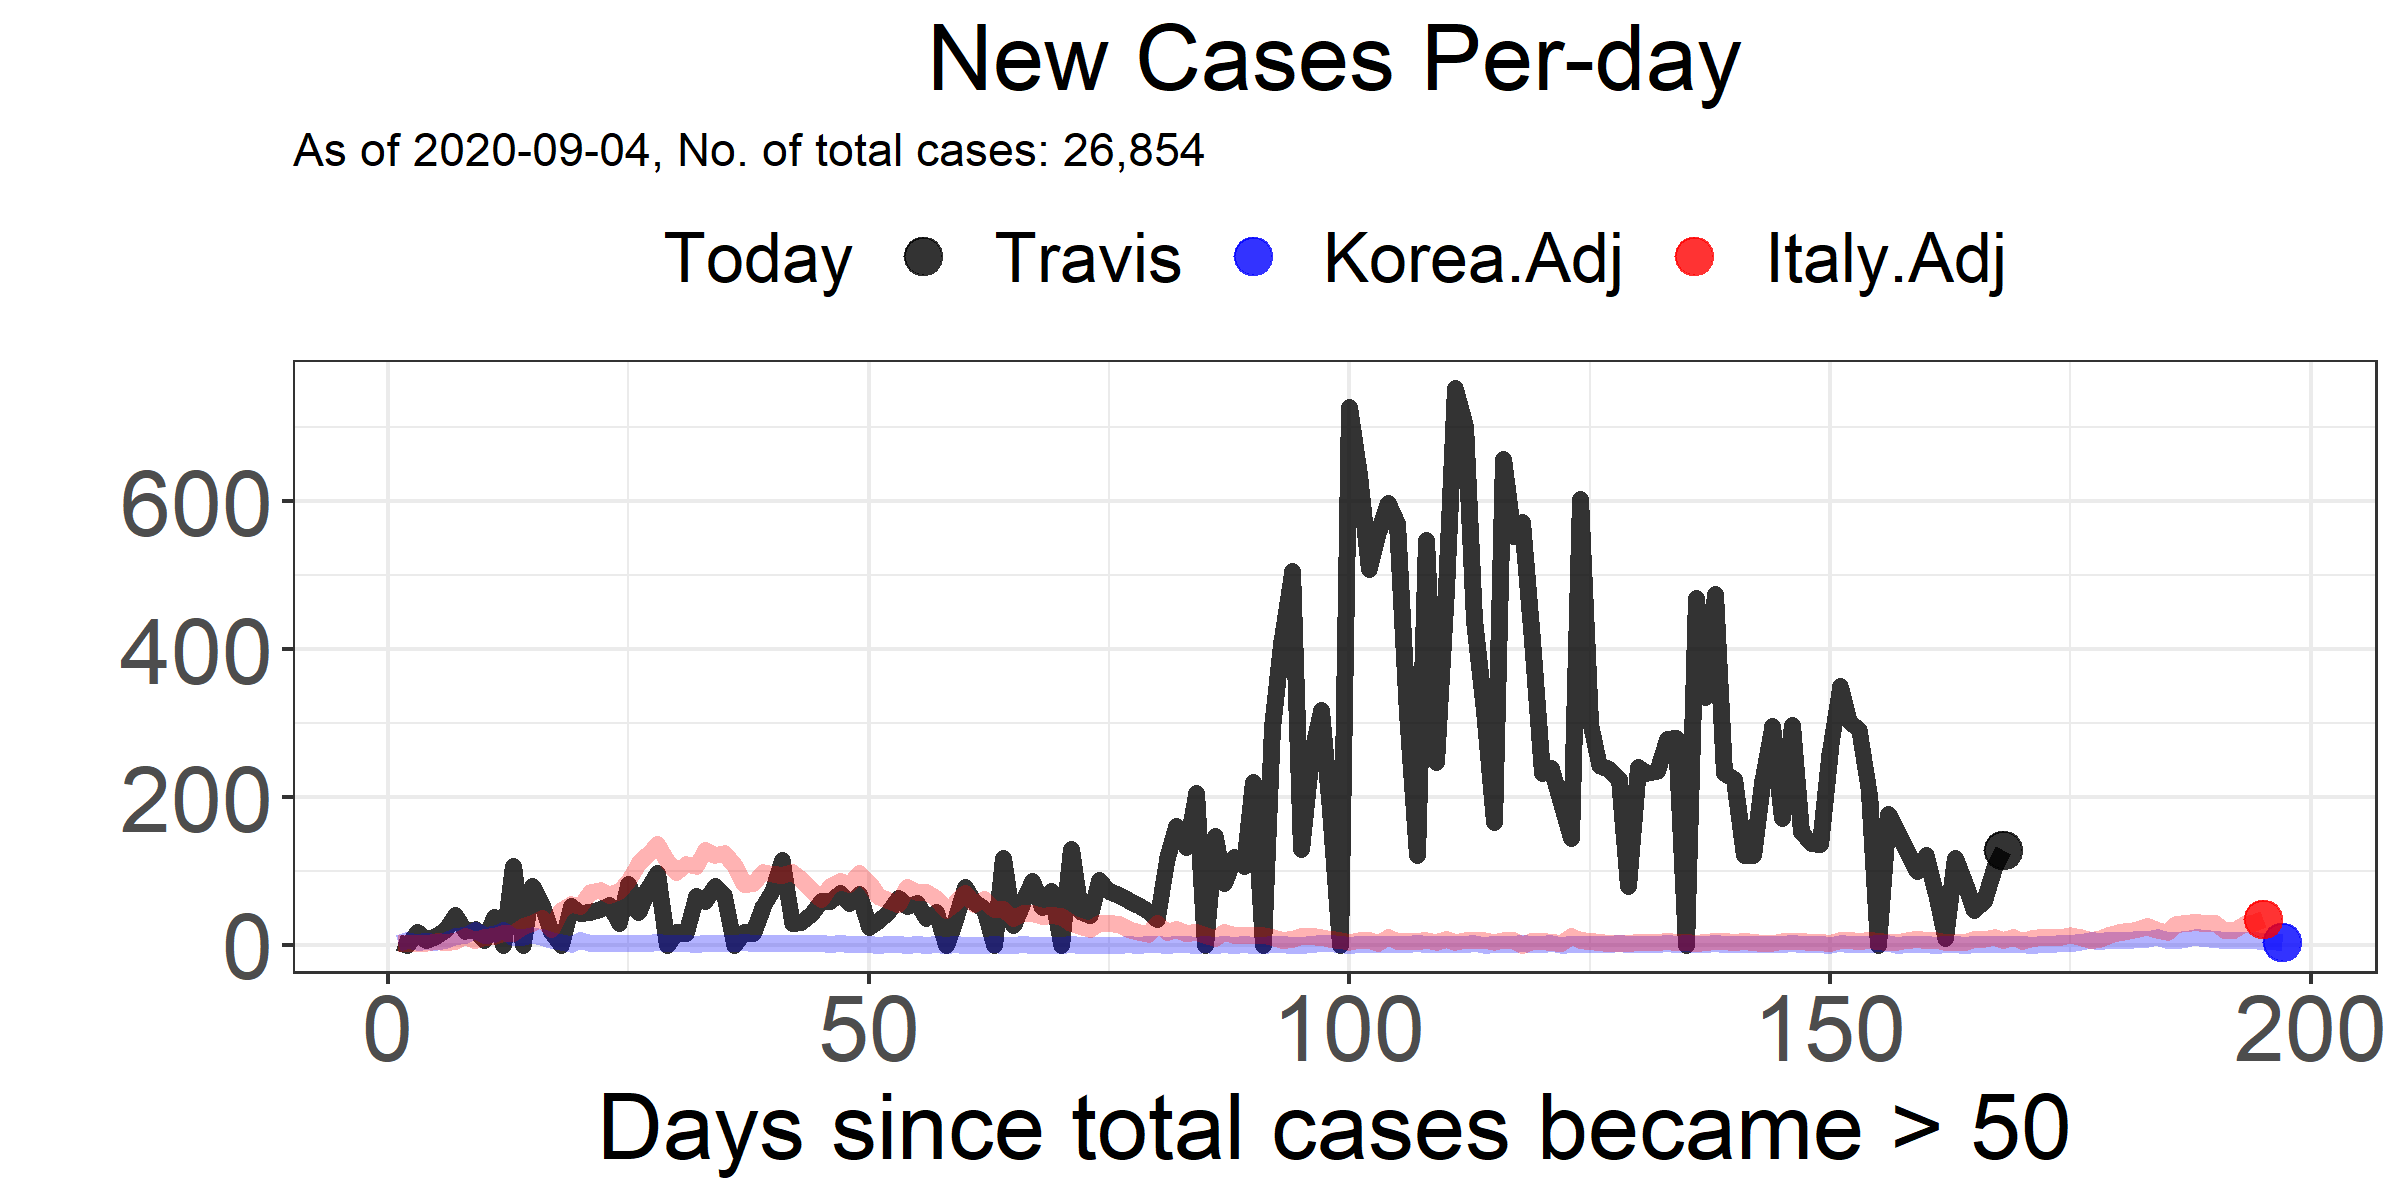 New Cases Per-day
As of 2020-09-04, No. of total cases: 26,854
Today Travis Korea.Adj Italy.Adj
600
400
200
0
0 50 100 150 200
Days since total cases became > 50